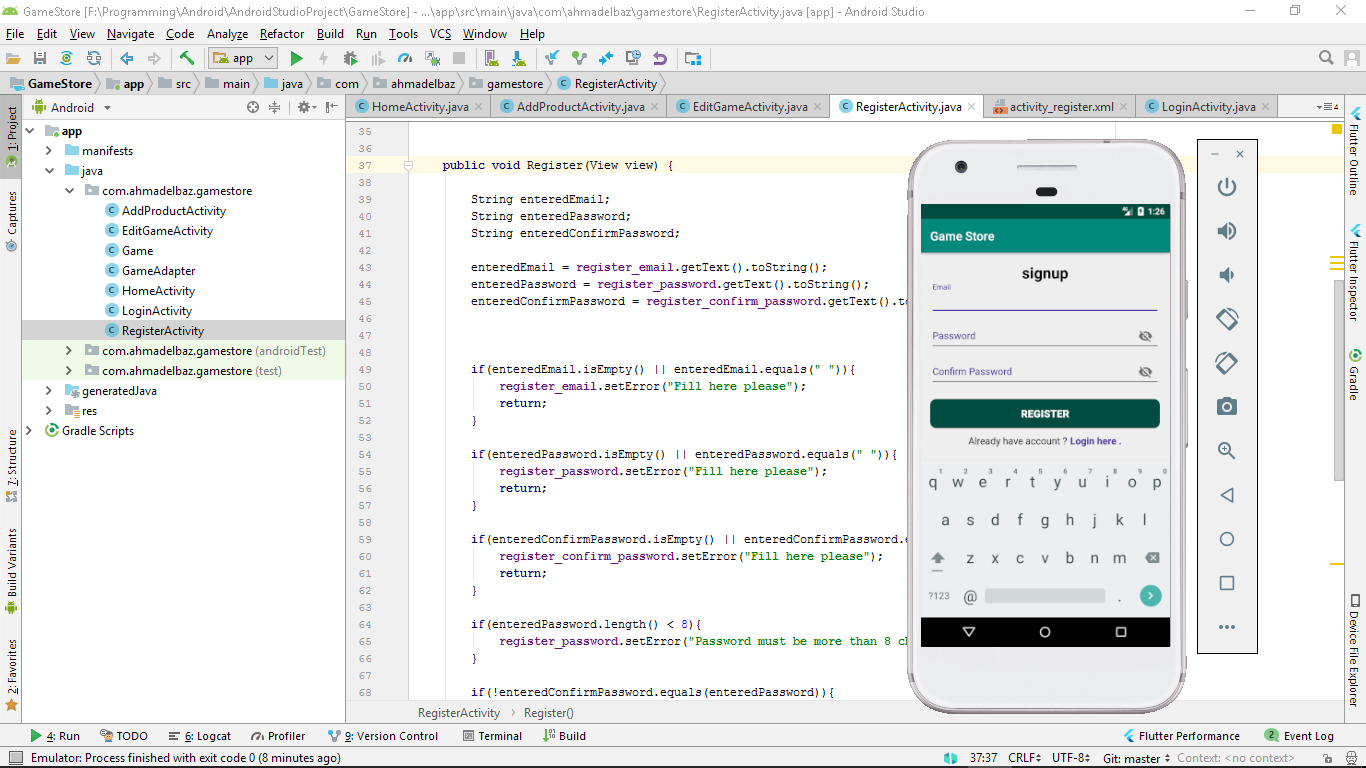 GameStore [F:\Programming\Android\AndroidStudioProject\GameStore] - ...\app\src\main\java\com\ahmadelbaz\gamestore\RegisterActivity.java [app] - Android Studio
File Edit View Navigate Code Analyze Refactor Build Run Tools VCS Window Help
app
GameStore app src main java com ahmadelbaz gamestore RegisterActivity
Android
HomeActivity.java AddProductActivity.java EditGameActivity.java RegisterActivity.java activity_register.xml LoginActivity.java 4
1: Project
Captures
7: Structure
Build Variants
2: Favorites
app
manifests
java
com.ahmadelbaz.gamestore
AddProductActivity
EditGameActivity
Game
GameAdapter
HomeActivity
LoginActivity
RegisterActivity
com.ahmadelbaz.gamestore (androidTest)
com.ahmadelbaz.gamestore (test)
generatedJava
res
Gradle Scripts
35
36
37 public void Register(View view) {
38
39 String enteredEmail;
40 String enteredPassword;
41 String enteredConfirmPassword;
42
43 enteredEmail = register_email.getText().toString();
44 enteredPassword = register_password.getText().toString();
45 enteredConfirmPassword = register_confirm_password.getText().to
46
47
48
49 if(enteredEmail.isEmpty() || enteredEmail.equals(" ")){
50 register_email.setError("Fill here please");
51 return;
52 }
53
54 if(enteredPassword.isEmpty() || enteredPassword.equals(" ")){
55 register_password.setError("Fill here please");
56 return;
57 }
58
59 if(enteredConfirmPassword.isEmpty() || enteredConfirmPassword.e
60 register_confirm_password.setError("Fill here please");
61 return;
62 }
63
64 if(enteredPassword.length() < 8){
65 register_password.setError("Password must be more than 8 ch
66 }
67
68 if(!enteredConfirmPassword.equals(enteredPassword)){
RegisterActivity Register()
1:26
Game Store
signup
Email
Password
Confirm Password
REGISTER
Already have account ? Login here .
1 2 3 4 5 6 7 8 9 0
q w e r t y u i o p
a s d f g h j k l
z x c v b n m
?123 @ .
Flutter Outline
Flutter Inspector
Gradle
Device File Explorer
4: Run TODO 6: Logcat Profiler 9: Version Control Terminal Build Flutter Performance 2 Event Log
Emulator: Process finished with exit code 0 (8 minutes ago) 37:37 CRLF UTF-8 Git: master Context: <no context>